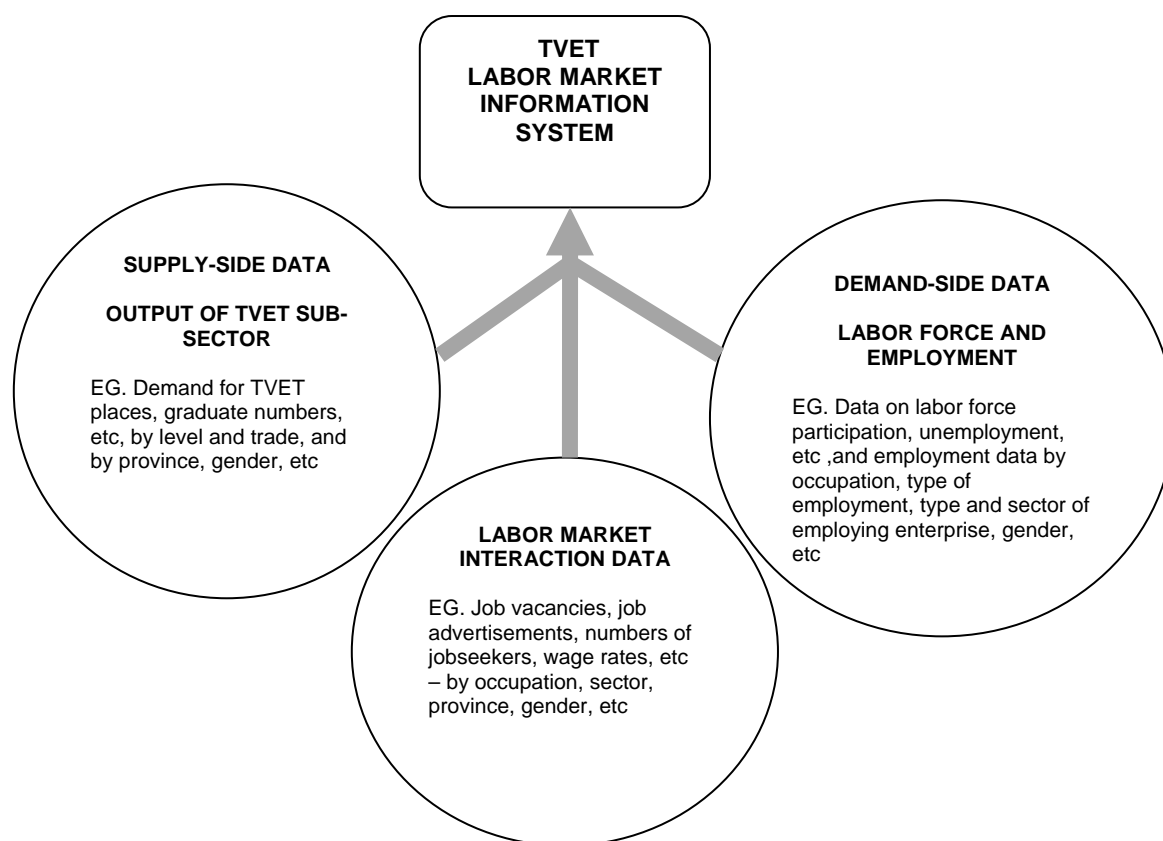 TVET
LABOR MARKET
INFORMATION
SYSTEM
SUPPLY-SIDE DATA
OUTPUT OF TVET SUB-
SECTOR
EG. Demand for TVET
places, graduate numbers,
etc, by level and trade, and
by province, gender, etc
DEMAND-SIDE DATA
LABOR FORCE AND
EMPLOYMENT
EG. Data on labor force
participation, unemployment,
etc ,and employment data by
occupation, type of
employment, type and sector of
employing enterprise, gender,
etc
LABOR MARKET
INTERACTION DATA
EG. Job vacancies, job
advertisements, numbers of
jobseekers, wage rates, etc
– by occupation, sector,
province, gender, etc